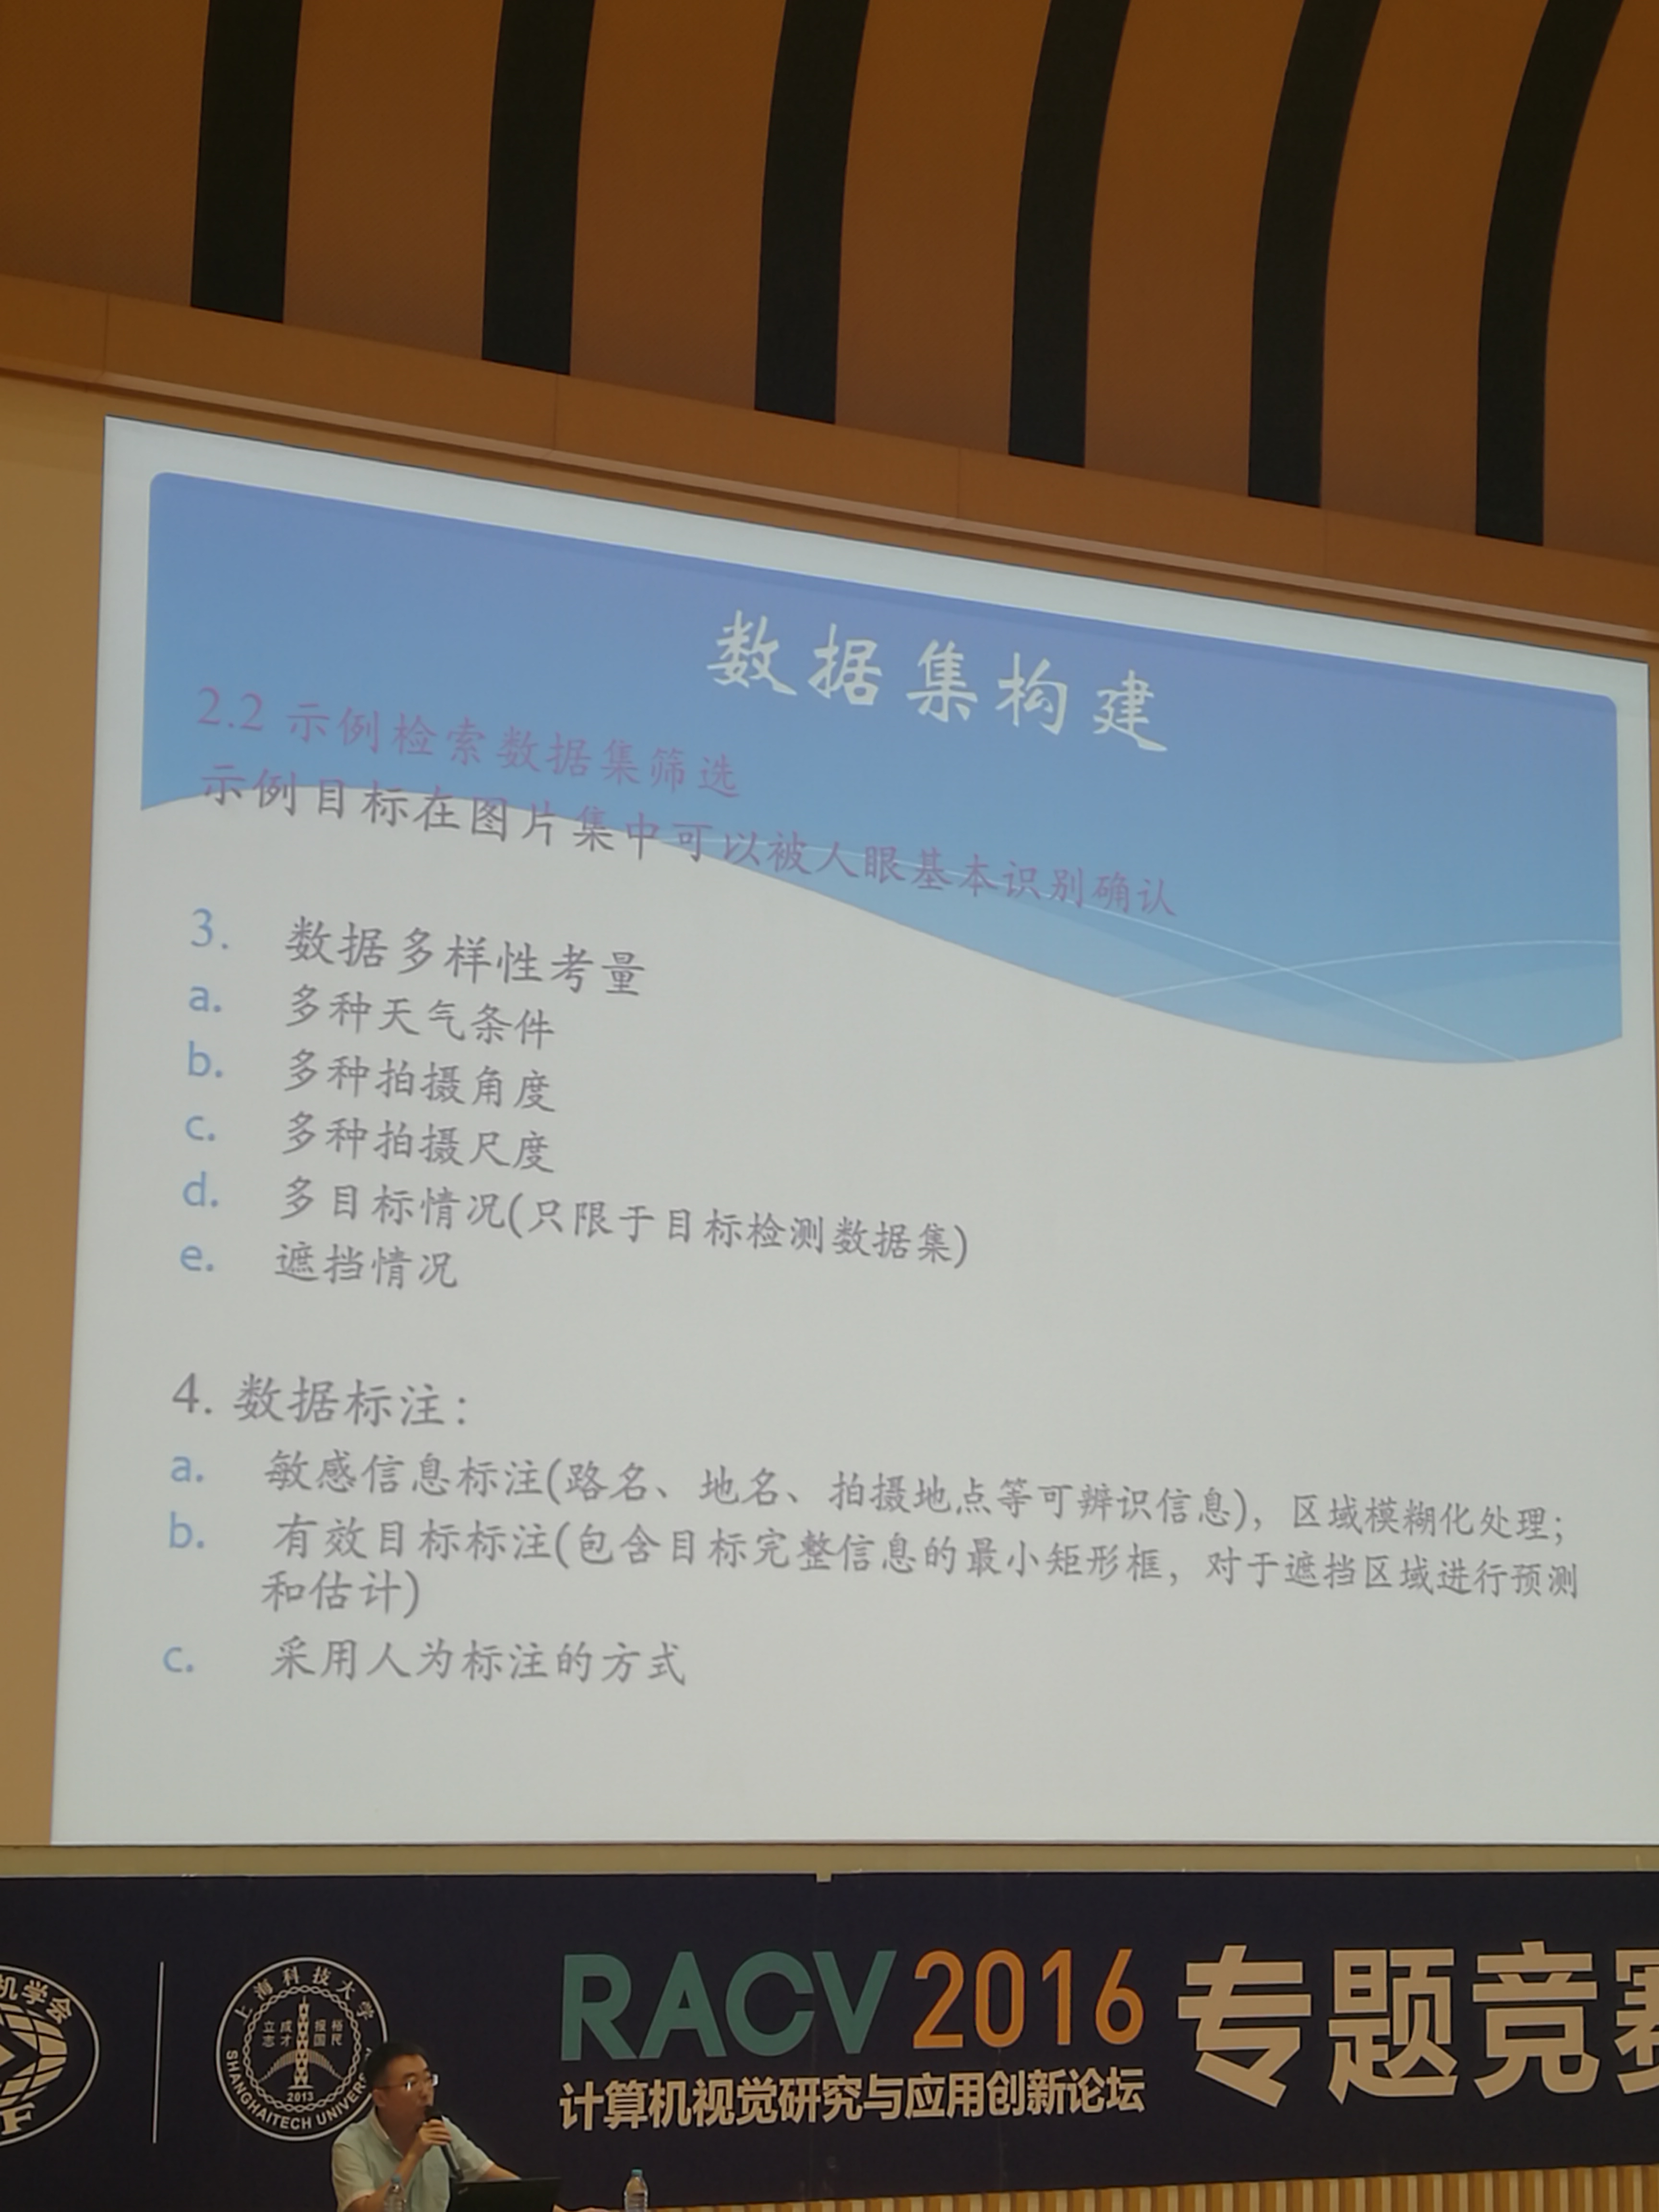 数据集构建
2.2 示例检索数据集筛选
示例目标在图片集中可以被人眼基本识别确认
3. 数据多样性考量
a. 多种天气条件
b. 多种拍摄角度
c. 多种拍摄尺度
d. 多目标情况(只限于目标检测数据集)
e. 遮挡情况
4. 数据标注：
a. 敏感信息标注(路名、地名、拍摄地点等可辨识信息)，区域模糊化处理；
b. 有效目标标注(包含目标完整信息的最小矩形框，对于遮挡区域进行预测
和估计)
c. 采用人为标注的方式
机学会
F
上海科技大学
立志 成才 报国 裕民
2013
SHANGHAITECH UNIVER
RACV 2016
计算机视觉研究与应用创新论坛
专题竞赛